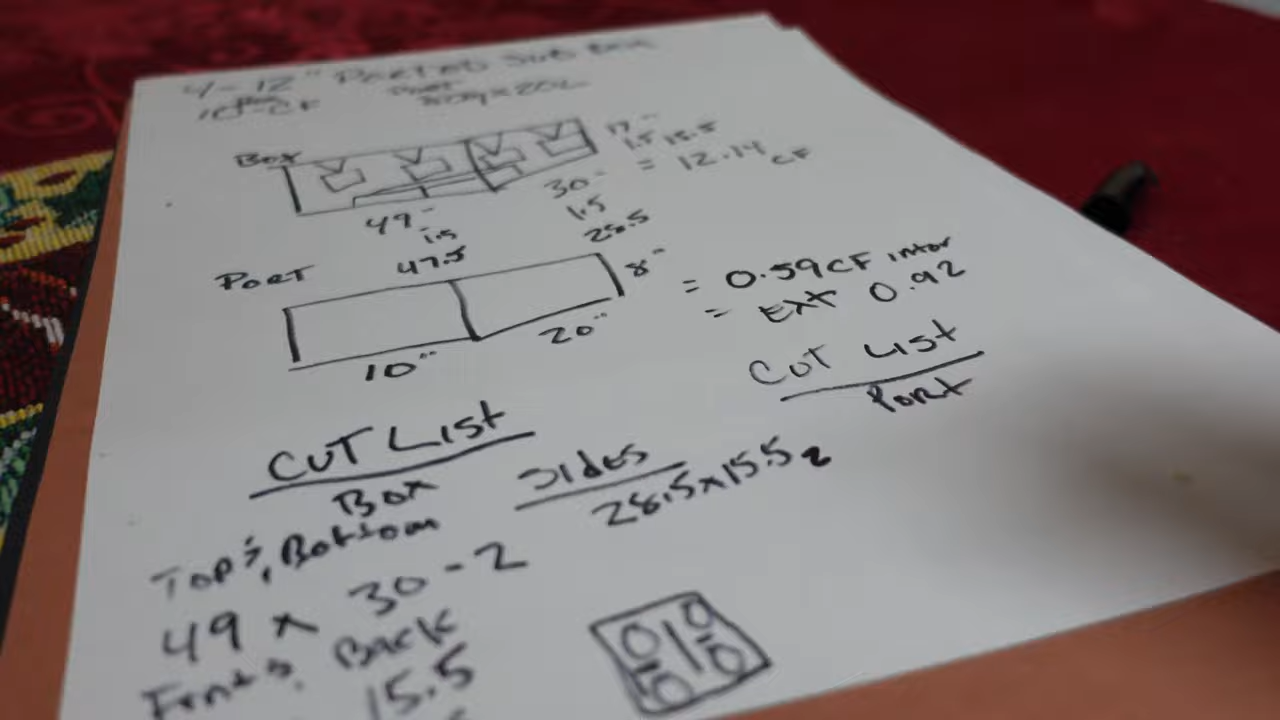 4-12" Ported Sub Box
10 CF
Box
17-
1.5 15.5
= 12.14 CF
49-
1.5
47.5
30-
1.5
28.5
Port
8"
10"
20"
= 0.59 CF inter
= Ext 0.92
Cut List
Port
Cut List
Box
Sides
28.5x15.5 2
Top & Bottom
49 x 30 - 2
Back
15.5